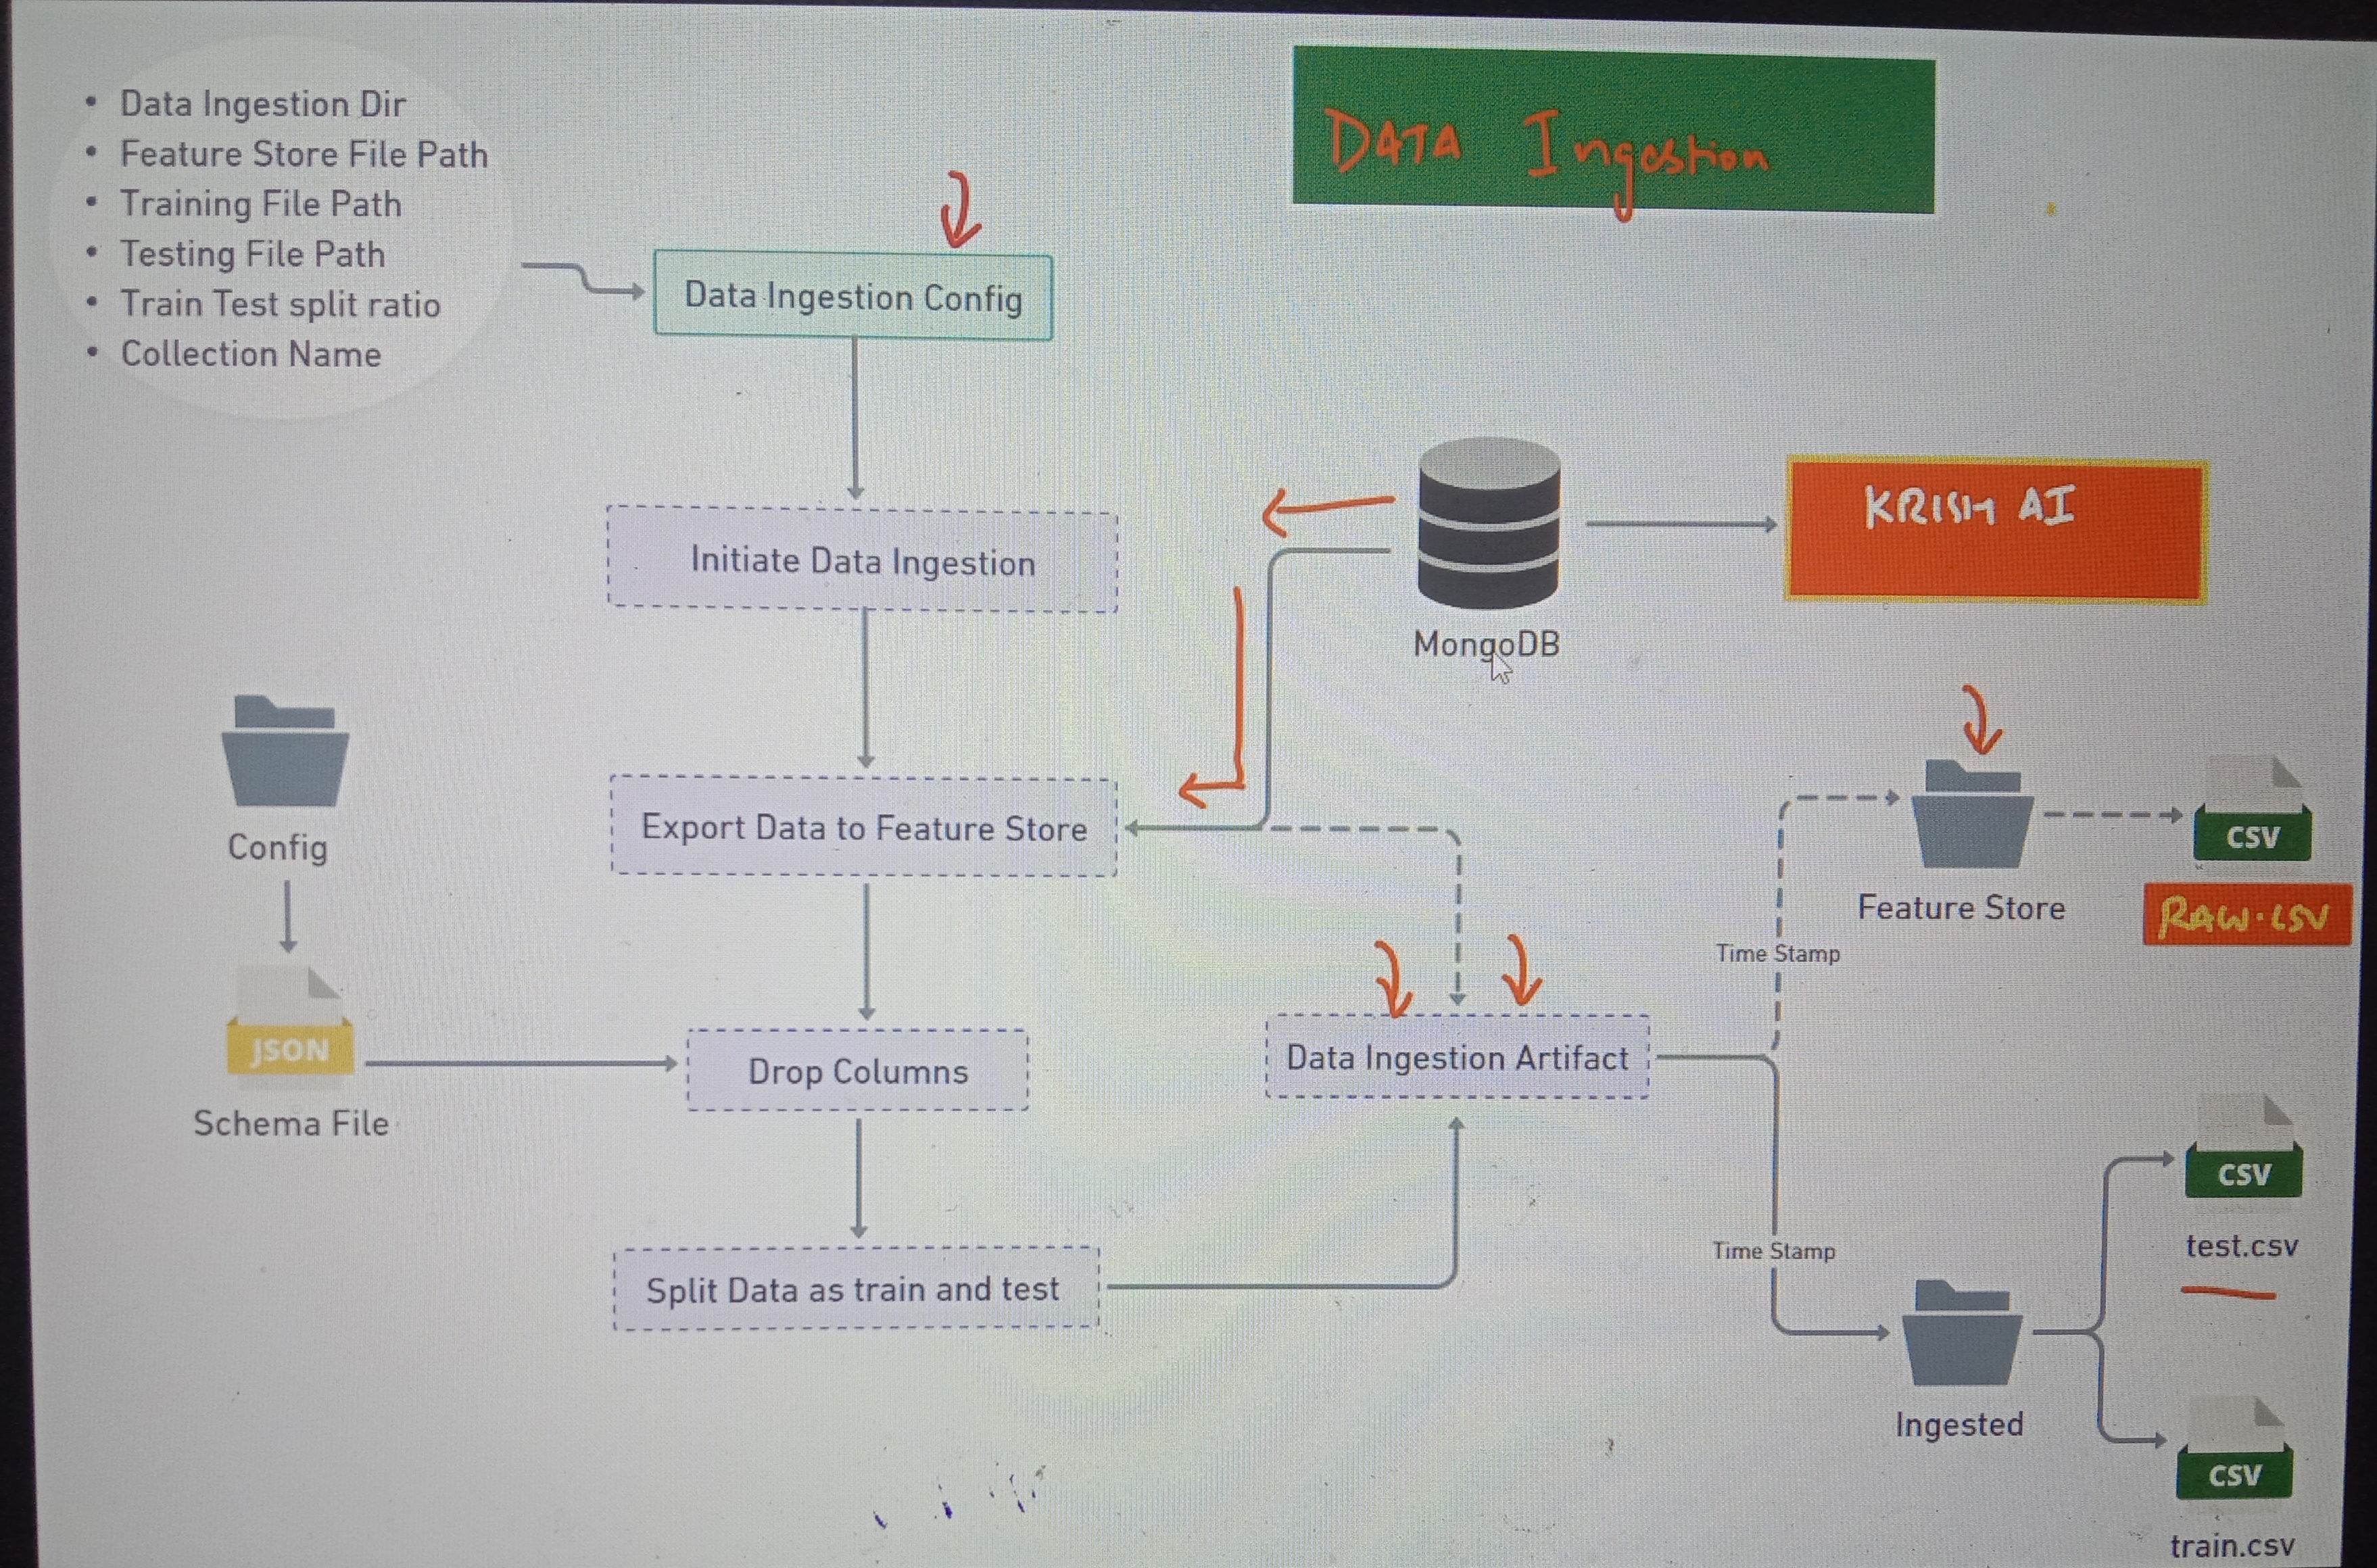 DATA Ingestion
• Data Ingestion Dir
• Feature Store File Path
• Training File Path
• Testing File Path
• Train Test split ratio
• Collection Name
Data Ingestion Config
Initiate Data Ingestion
MongoDB
KRISH AI
Config
Export Data to Feature Store
Feature Store
CSV
RAW.CSV
Time Stamp
JSON
Schema File
Drop Columns
Data Ingestion Artifact
Split Data as train and test
Time Stamp
CSV
test.csv
Ingested
CSV
train.csv